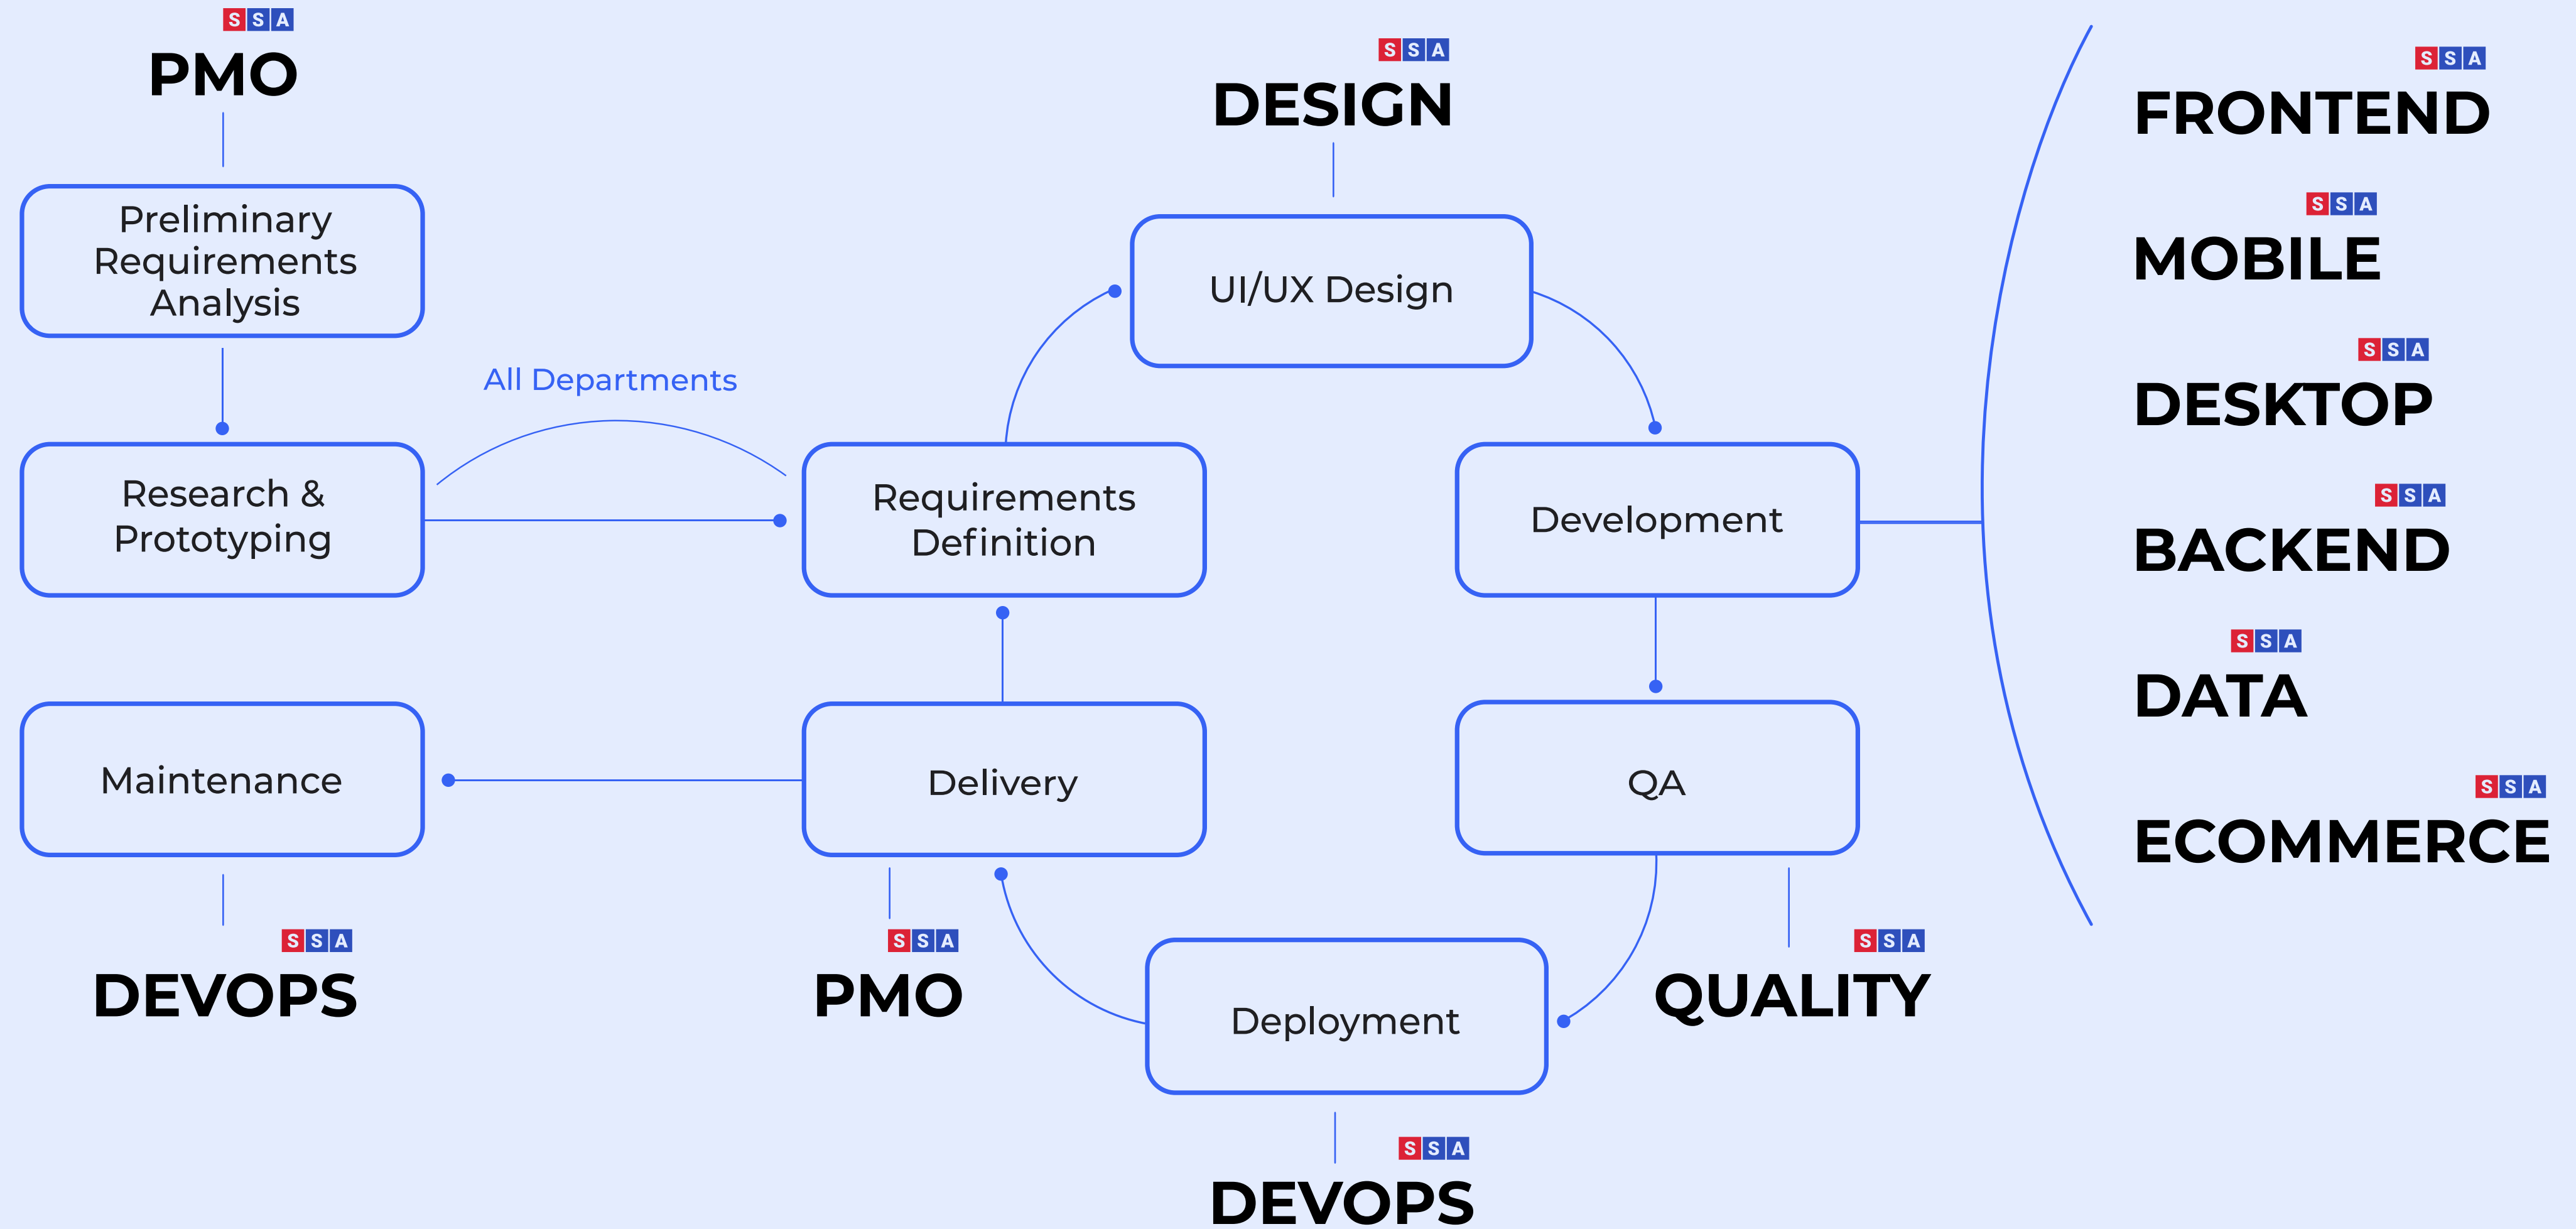 SSA
PMO
Preliminary
Requirements
Analysis
All Departments
Research &
Prototyping
Requirements
Definition
SSA
DESIGN
UI/UX Design
Development
QA
Delivery
Maintenance
SSA
DEVOPS
SSA
PMO
Deployment
SSA
QUALITY
SSA
DEVOPS
SSA
FRONTEND
SSA
MOBILE
SSA
DESKTOP
SSA
BACKEND
SSA
DATA
SSA
ECOMMERCE